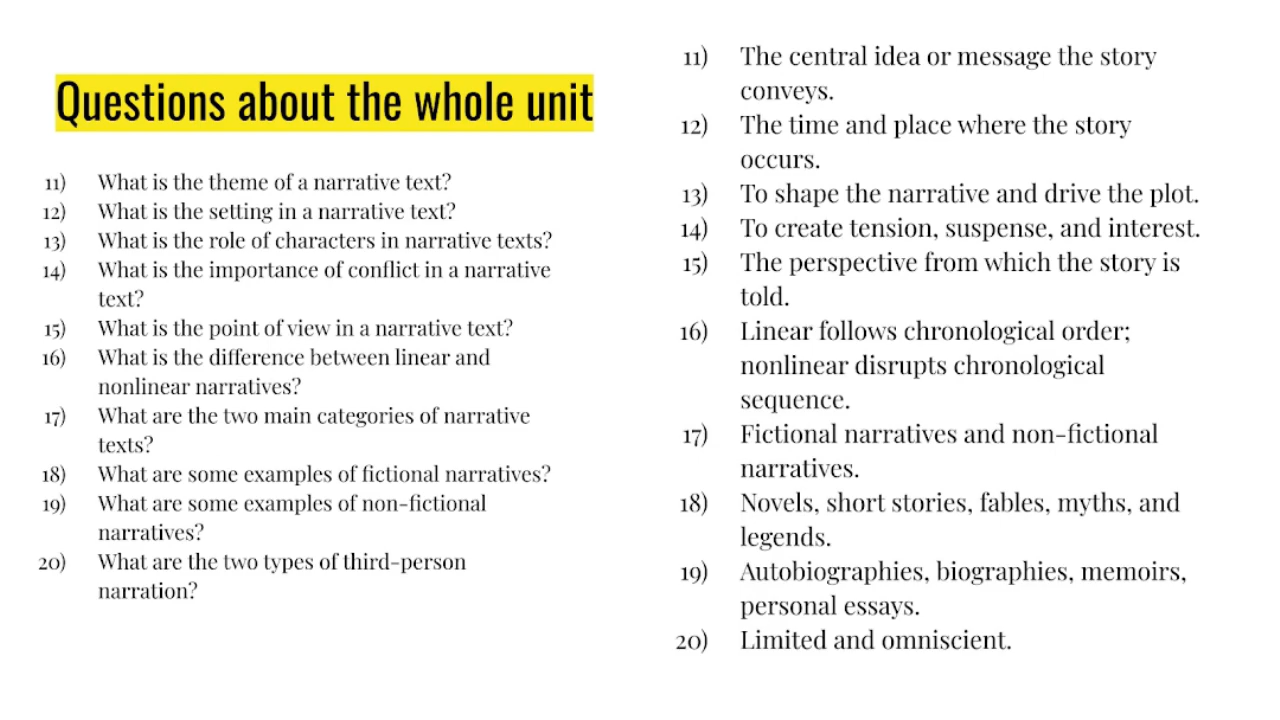 Questions about the whole unit
11) What is the theme of a narrative text?
12) What is the setting in a narrative text?
13) What is the role of characters in narrative texts?
14) What is the importance of conflict in a narrative
text?
15) What is the point of view in a narrative text?
16) What is the difference between linear and
nonlinear narratives?
17) What are the two main categories of narrative
texts?
18) What are some examples of fictional narratives?
19) What are some examples of non-fictional
narratives?
20) What are the two types of third-person
narration?
11) The central idea or message the story
conveys.
12) The time and place where the story
occurs.
13) To shape the narrative and drive the plot.
14) To create tension, suspense, and interest.
15) The perspective from which the story is
told.
16) Linear follows chronological order;
nonlinear disrupts chronological
sequence.
17) Fictional narratives and non-fictional
narratives.
18) Novels, short stories, fables, myths, and
legends.
19) Autobiographies, biographies, memoirs,
personal essays.
20) Limited and omniscient.